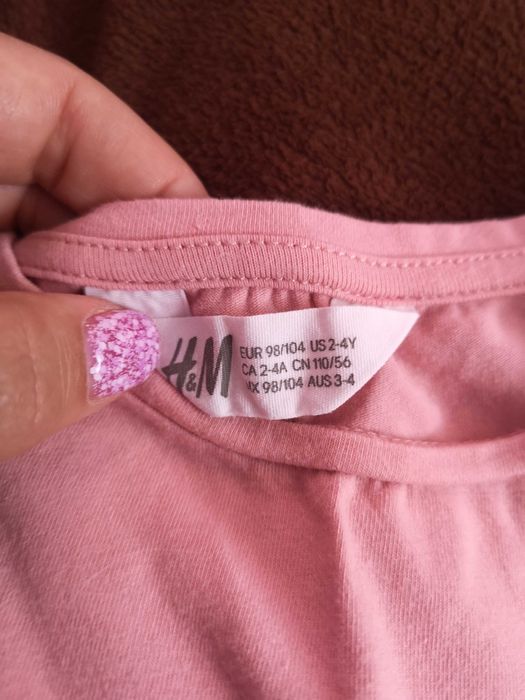 H&M
EUR 98/104 US 2-4Y
CA 2-4A CN 110/56
MX 98/104 AUS 3-4